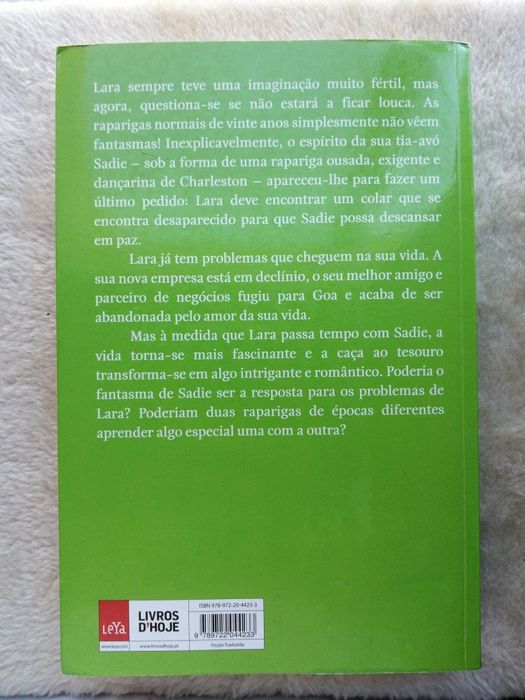 Lara sempre teve uma imaginação muito fértil, mas
agora, questiona-se se não estará a ficar louca. As
raparigas normais de vinte anos simplesmente não vêem
fantasmas! Inexplicavelmente, o espírito da sua tia-avó
Sadie – sob a forma de uma rapariga ousada, exigente e
dançarina de Charleston – apareceu-lhe para fazer um
último pedido: Lara deve encontrar um colar que se
encontra desaparecido para que Sadie possa descansar
em paz.
Lara já tem problemas que cheguem na sua vida. A
sua nova empresa está em declínio, o seu melhor amigo e
parceiro de negócios fugiu para Goa e acaba de ser
abandonada pelo amor da sua vida.
Mas à medida que Lara passa tempo com Sadie, a
vida torna-se mais fascinante e a caça ao tesouro
transforma-se em algo intrigante e romântico. Poderia o
fantasma de Sadie ser a resposta para os problemas de
Lara? Poderiam duas raparigas de épocas diferentes
aprender algo especial uma com a outra?
LeYa
www.leya.com
LIVROS
D'HOJE
www.livrosdhoje.pt
ISBN 978-972-20-4423-3
9 789722 044233
Ficção Traduzida